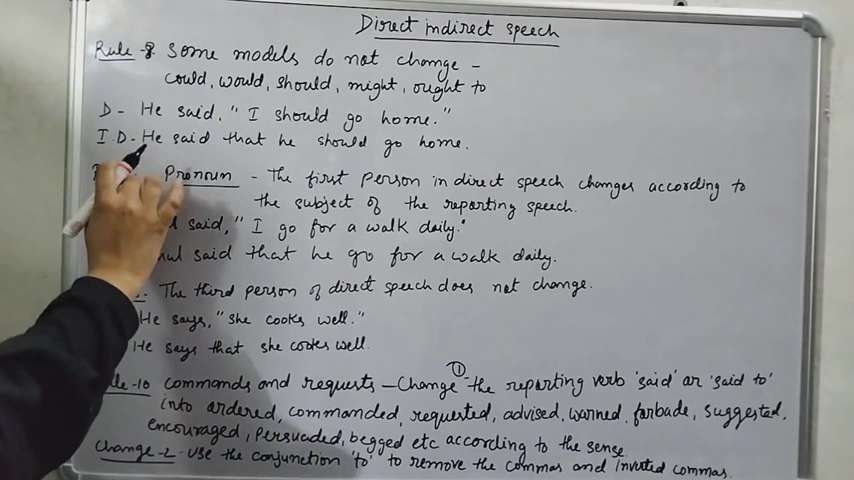 Direct indirect speech
Rule - 8 Some models do not change -
could, would, should, might, ought to
D - He said, "I should go home."
I.D - He said that he should go home.
Pronoun - The first person in direct speech changes according to
the subject of the reporting speech.
said, "I go for a walk daily."
said that he go for a walk daily.
The third person of direct speech does not change.
He says, "she cooks well."
He says that she cooks well.
①
Rule-10 commands and requests - Change the reporting verb 'said' or 'said to'
into ordered, commanded, requested, advised, warned, forbade, suggested,
encouraged, persuaded, begged etc according to the sense.
Change-2 - Use the conjunction 'to' to remove the commas and inverted commas.